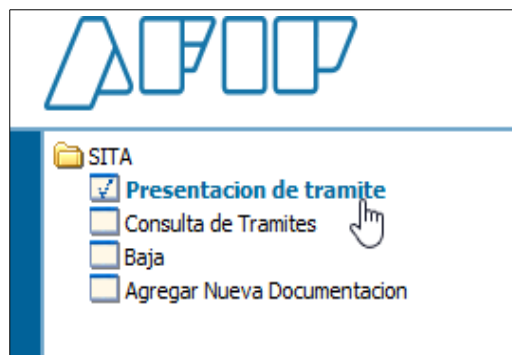 AFIP
SITA
Presentacion de tramite
Consulta de Tramites
Baja
Agregar Nueva Documentacion